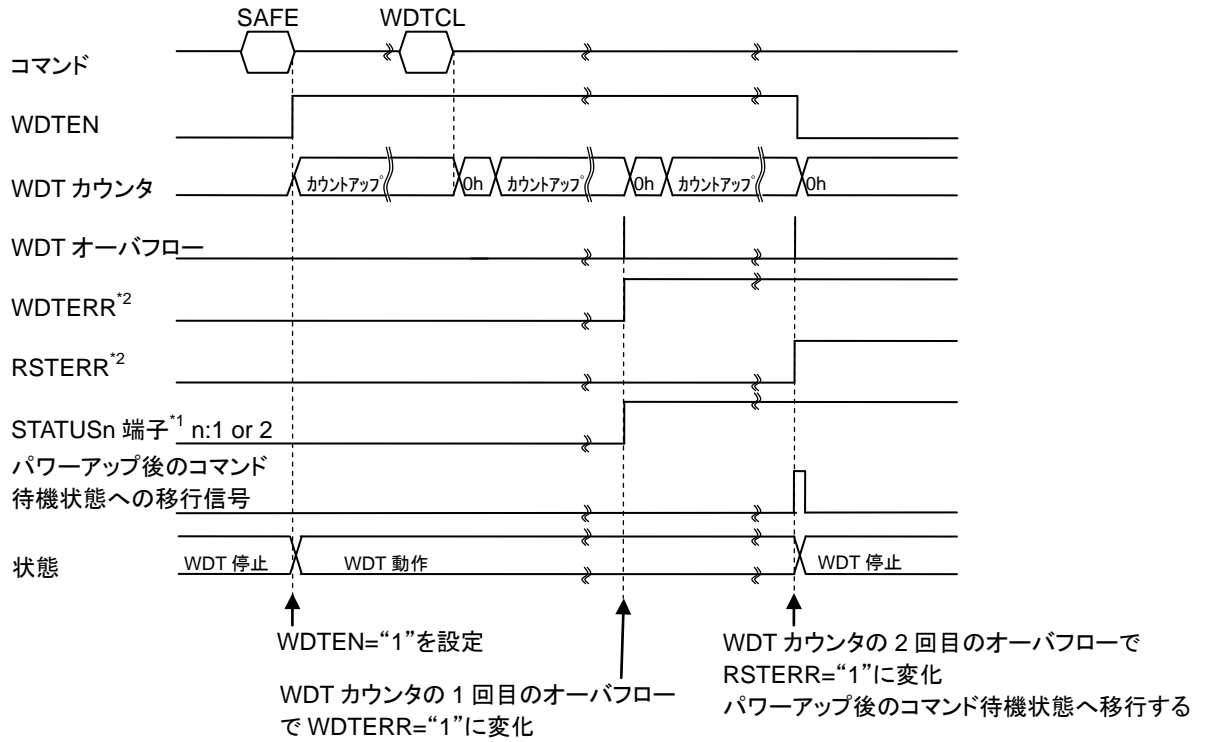 SAFE WDTCL
コマンド
WDTEN
WDT カウンタ カウントアップ 0h カウントアップ 0h カウントアップ 0h
WDT オーバフロー
WDTERR*2
RSTERR*2
STATUSn 端子*1 n:1 or 2
パワーアップ後のコマンド
待機状態への移行信号
状態 WDT 停止 WDT 動作 WDT 停止
WDTEN=“1”を設定
WDT カウンタの 1 回目のオーバフロー
で WDTERR=“1”に変化
WDT カウンタの 2 回目のオーバフローで
RSTERR=“1”に変化
パワーアップ後のコマンド待機状態へ移行する